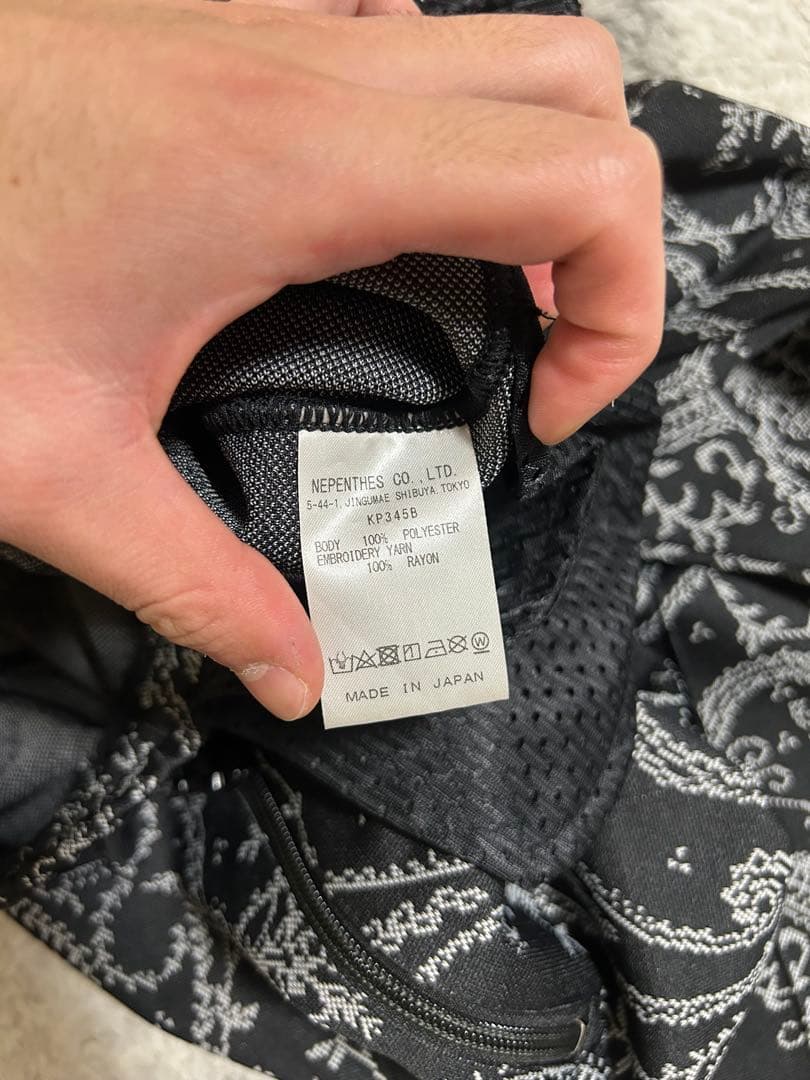 NEPENTHES CO.,LTD.
5-44-1, JINGUMAE SHIBUYA, TOKYO
KP345B
BODY 100% POLYESTER
EMBROIDERY YARN
100% RAYON
W
MADE IN JAPAN